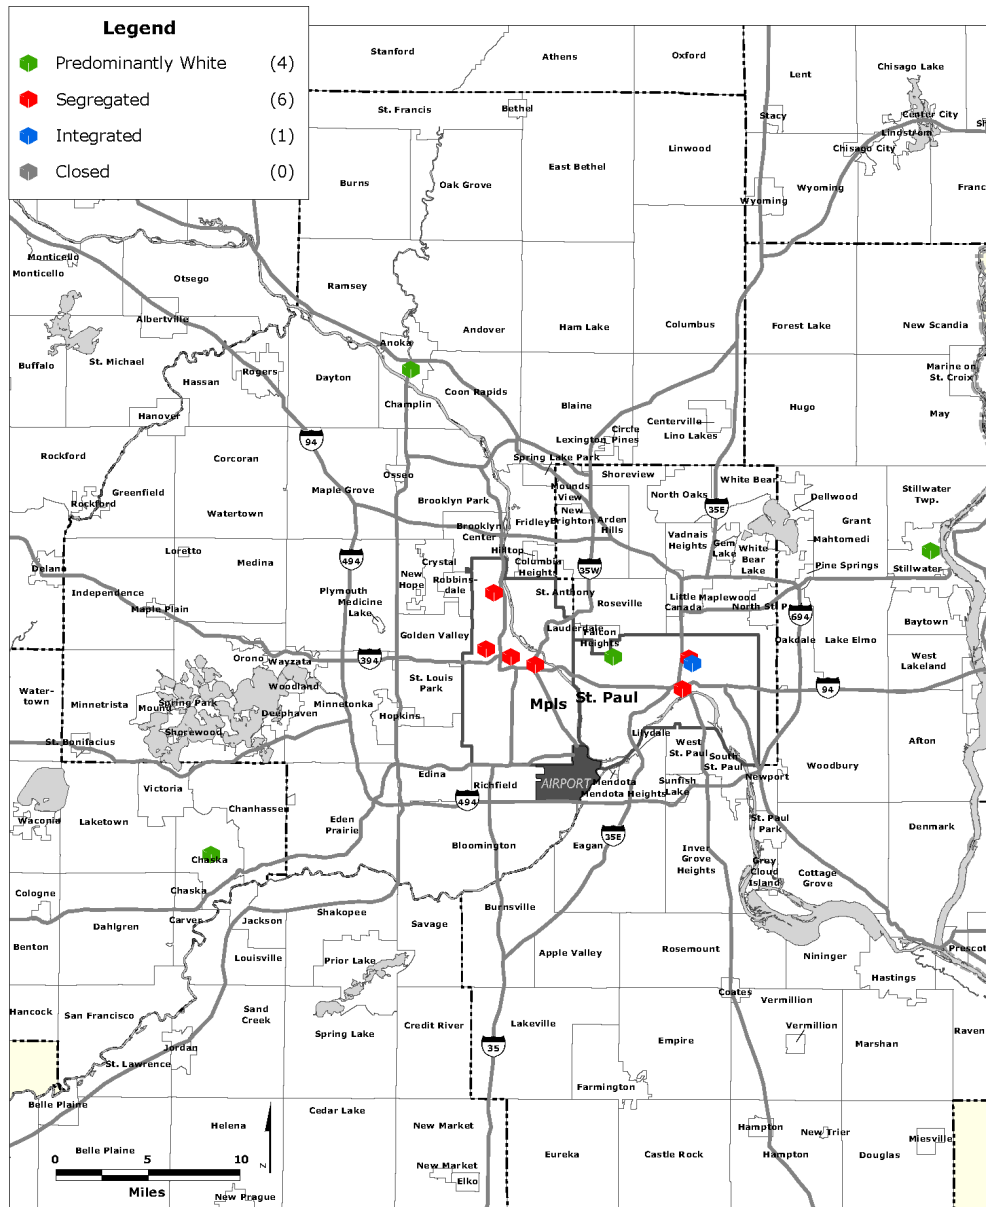 Legend
Predominantly White (4)
Segregated (6)
Integrated (1)
Closed (0)
Stanford
Athens
Oxford
Lent
Chisago Lake
St. Francis
Bethel
Stacy
Center City
Lindstrom
Chisago City
Linwood
East Bethel
Burns
Oak Grove
Wyoming
Wyoming
Franc
Monticello
Monticello
Otsego
Ramsey
Albertville
Andover
Ham Lake
Columbus
Forest Lake
New Scandia
Anoka
Buffalo
St. Michael
Hassan
Rogers
Dayton
Coon Rapids
Marine on
St. Croix
Champlin
Blaine
Hugo
May
Hanover
Centerville
Lino Lakes
Circle
Pines
Lexington
94
Rockford
Corcoran
Spring Lake Park
Osseo
Shoreview
White Bear
Mounds
View
North Oaks
Dellwood
Stillwater
Twp.
Greenfield
Rockford
Maple Grove
Brooklyn Park
35E
Watertown
New
Brighton
Arden
Hills
Grant
Brooklyn
Center
Fridley
Vadnais
Heights
Gem
Lake
White
Bear
Lake
Mahtomedi
Loretto
Medina
494
Hilltop
Crystal
Columbia
Heights
35W
Pine Springs
Stillwater
Delano
New
Hope
Robbins-
dale
Independence
Plymouth
Medicine
Lake
St. Anthony
Roseville
Little
Canada
Maplewood
North St. P
Maple Plain
694
Baytown
Golden Valley
Lauderdale
Falcon
Heights
Oakdale
Lake Elmo
Orono
Wayzata
394
West
Lakeland
Water-
town
Minnetrista
Mound
Spring Park
Woodland
Deephaven
Minnetonka
St. Louis
Park
94
Hopkins
Mpls
St. Paul
Shorewood
St. Bonifacius
Lilydale
West
St. Paul
South
St. Paul
Afton
Edina
Richfield
AIRPORT
Mendota
Mendota Heights
Sunfish
Lake
Newport
Woodbury
Victoria
Chanhassen
494
Waconia
Laketown
Eden
Prairie
Bloomington
35E
Eagan
St. Paul
Park
Denmark
Inver
Grove
Heights
Grey
Cloud
Island
Cottage
Grove
Chaska
Chaska
Cologne
Carver
Dahlgren
Jackson
Shakopee
Savage
Burnsville
Benton
Louisville
Prior Lake
Apple Valley
Rosemount
Nininger
Prescot
Hastings
Coates
Vermillion
Hancock
San Francisco
Sand
Creek
Spring Lake
Credit River
Lakeville
Vermillion
Raven
35
Empire
Marshan
Jordan
St. Lawrence
Farmington
Belle Plaine
Cedar Lake
Helena
New Market
Hampton
New Trier
Miesville
Belle Plaine
Eureka
Castle Rock
Hampton
Douglas
0 5 10
Miles
N
New Market
Elko
New Prague